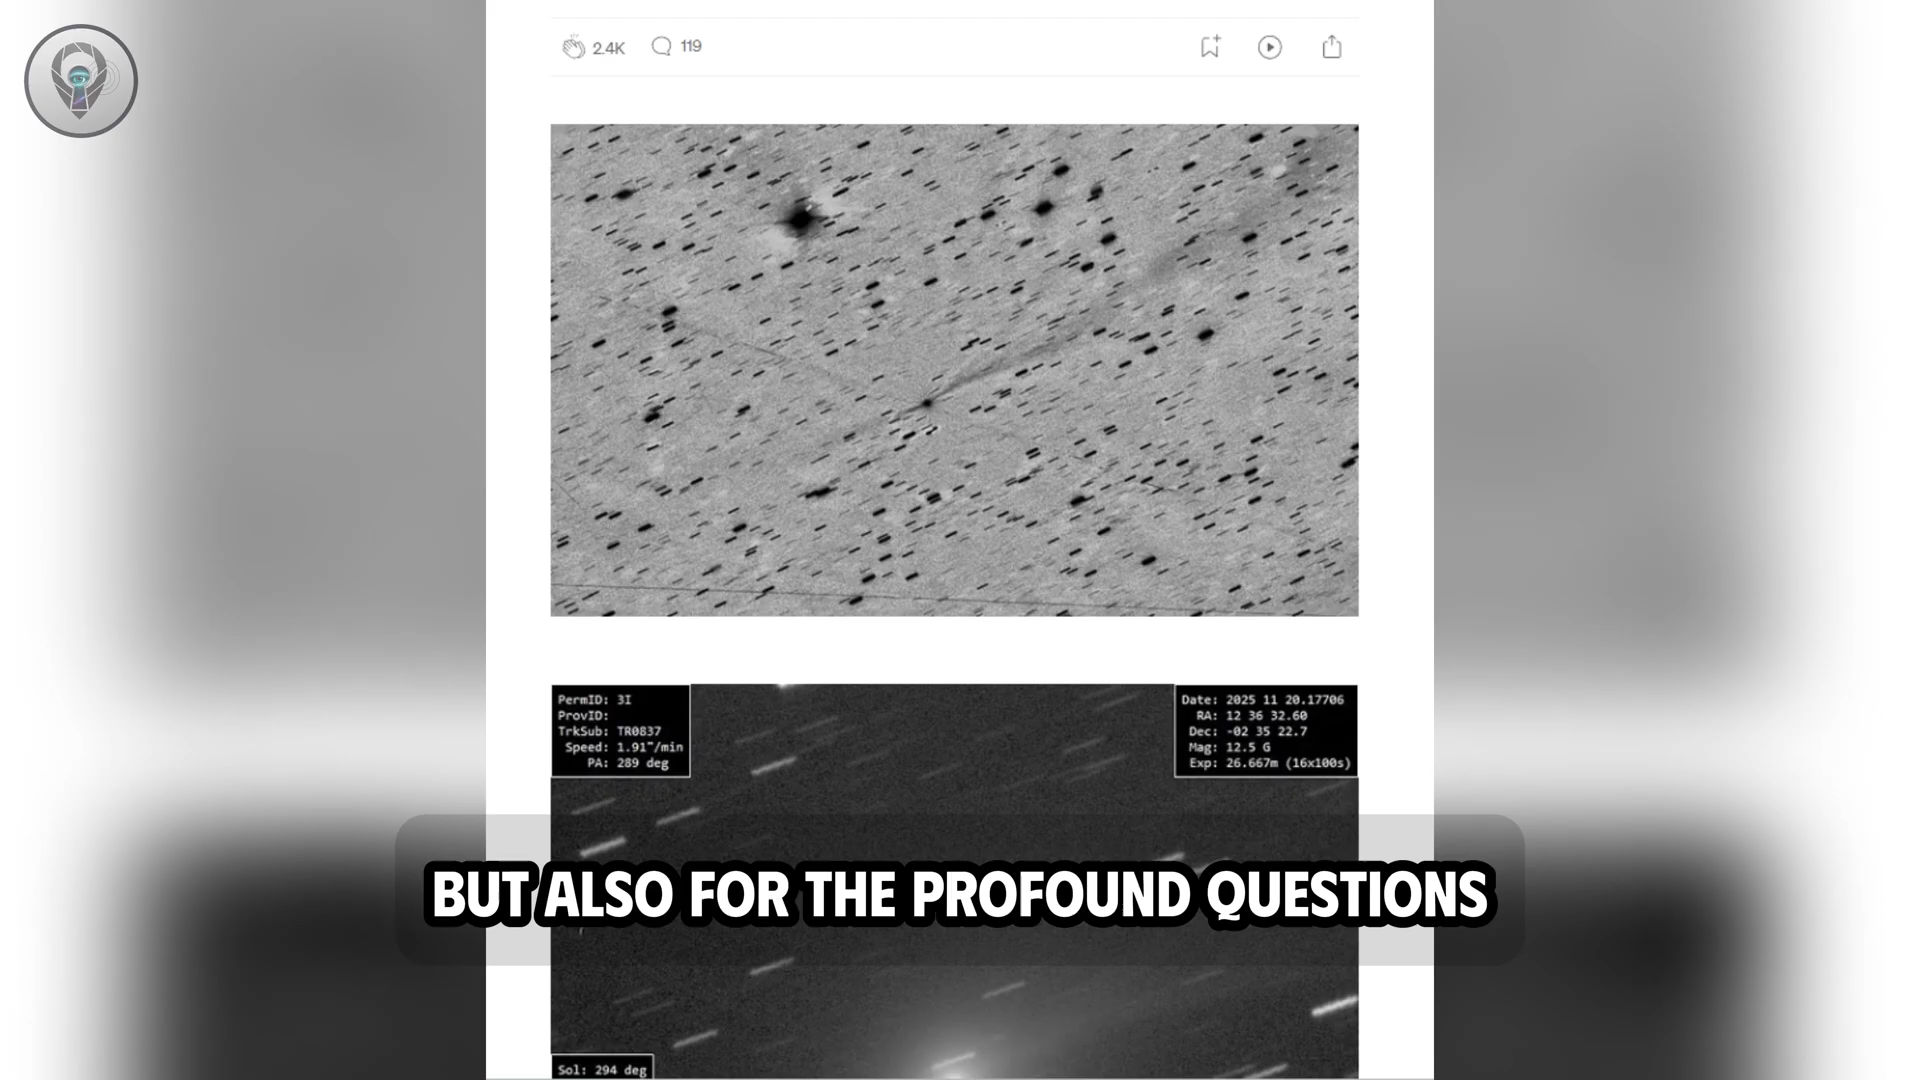 2.4K
119
PermID: 3I
ProvID:
TrkSub: TR0837
Speed: 1.91"/min
PA: 289 deg
Date: 2025 11 20.17706
RA: 12 36 32.60
Dec: -02 35 22.7
Mag: 12.5 G
Exp: 26.667m (16x100s)
BUT ALSO FOR THE PROFOUND QUESTIONS
Sol: 294 deg